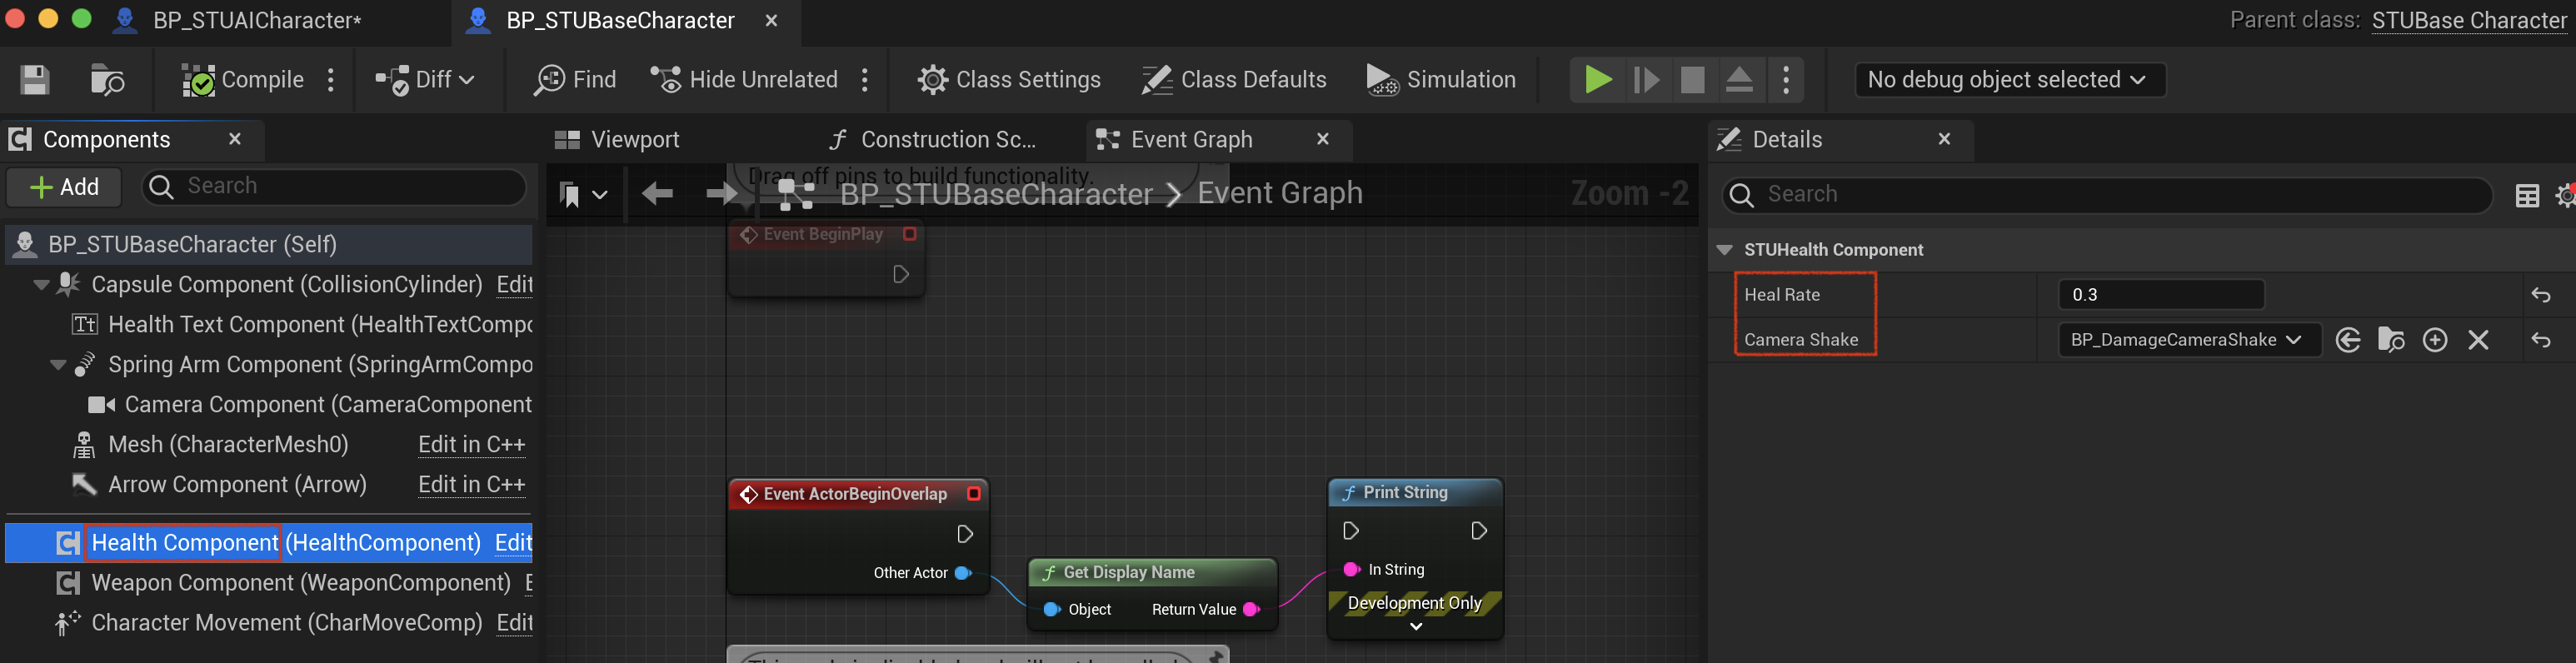 BP_STUAICharacter*
BP_STUBaseCharacter
Parent class: STUBase Character
Compile
Diff
Find
Hide Unrelated
Class Settings
Class Defaults
Simulation
No debug object selected
Components
Viewport
Construction Sc...
Event Graph
Details
Add
Search
Drag off pins to build functionality.
BP_STUBaseCharacter
Event Graph
Zoom -2
Search
BP_STUBaseCharacter (Self)
Event BeginPlay
STUHealth Component
Capsule Component (CollisionCylinder) Edit
Heal Rate
0.3
Health Text Component (HealthTextCompo
Camera Shake
BP_DamageCameraShake
Spring Arm Component (SpringArmCompo
Camera Component (CameraComponent
Mesh (CharacterMesh0) Edit in C++
Arrow Component (Arrow) Edit in C++
Event ActorBeginOverlap
Print String
Health Component (HealthComponent) Edit
Other Actor
Get Display Name
In String
Weapon Component (WeaponComponent) E
Object
Return Value
Development Only
Character Movement (CharMoveComp) Edit